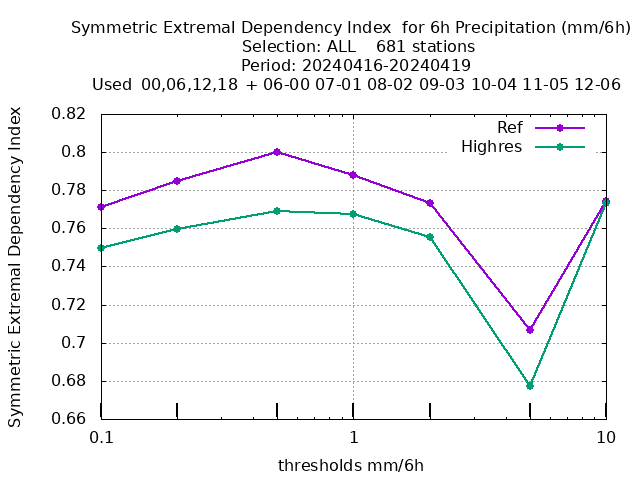 Symmetric Extremal Dependency Index  for 6h Precipitation (mm/6h)
Selection: ALL    681 stations
Period: 20240416-20240419
Used  00,06,12,18  + 06-00 07-01 08-02 09-03 10-04 11-05 12-06
Symmetric Extremal Dependency Index
0.82
0.8
0.78
0.76
0.74
0.72
0.7
0.68
0.66
Ref
Highres
0.1
1
10
thresholds mm/6h